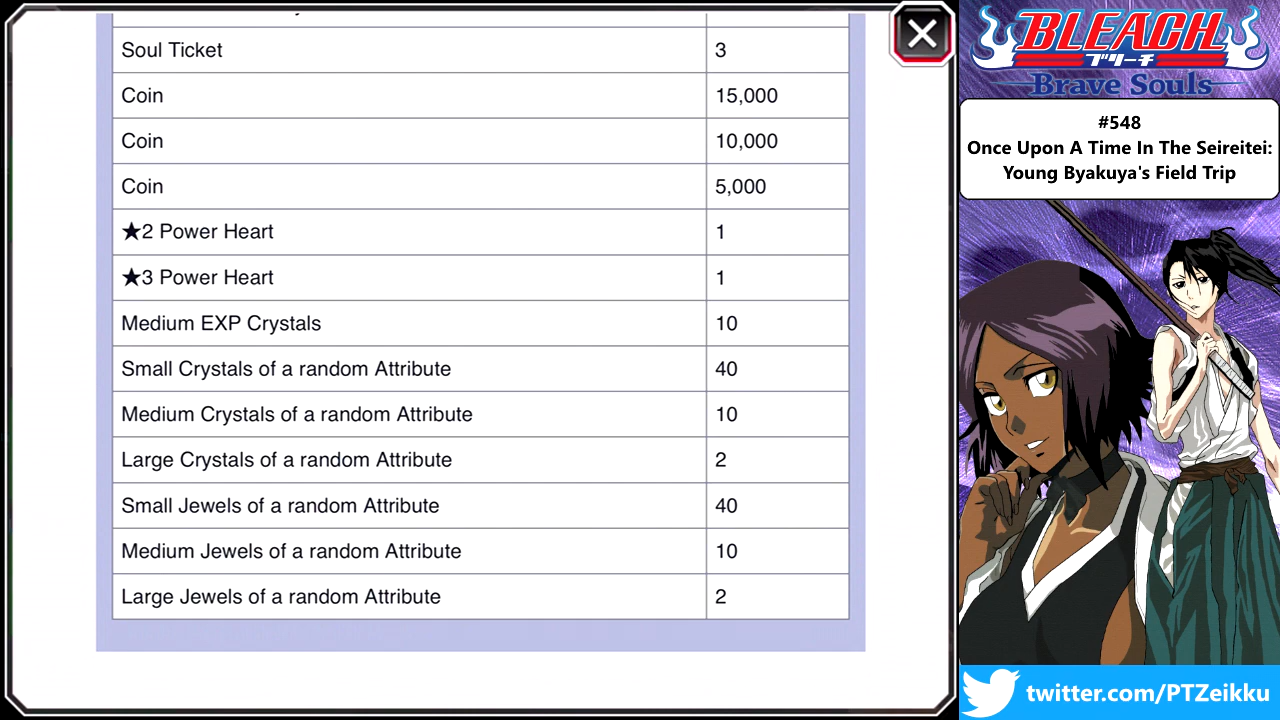 Soul Ticket 3
Coin 15,000
Coin 10,000
Coin 5,000
★2 Power Heart 1
★3 Power Heart 1
Medium EXP Crystals 10
Small Crystals of a random Attribute 40
Medium Crystals of a random Attribute 10
Large Crystals of a random Attribute 2
Small Jewels of a random Attribute 40
Medium Jewels of a random Attribute 10
Large Jewels of a random Attribute 2
BLEACH
ブリーチ
Brave Souls
#548
Once Upon A Time In The Seireitei:
Young Byakuya's Field Trip
twitter.com/PTZeikku